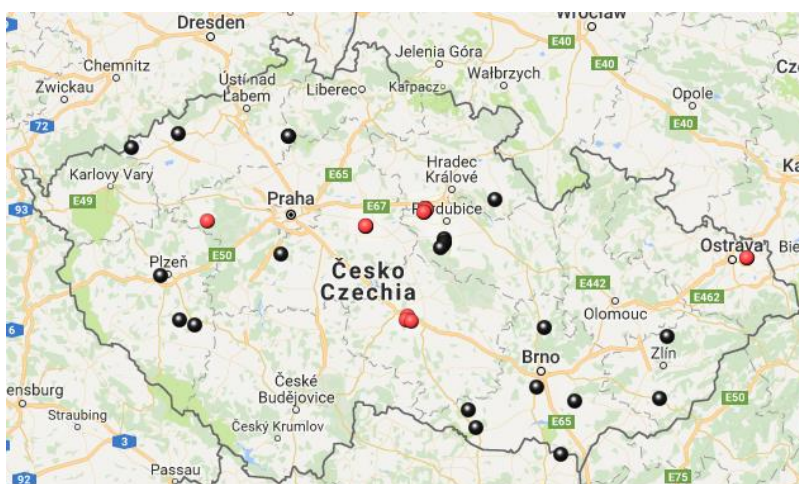 Dresden
Wrocław
E40
Chemnitz
Jelenia Góra
E40
Zwickau
Ústí nad
Labem
Liberec
Karpacz
Wałbrzych
Opole
72
E40
Karlovy Vary
E65
Hradec
Králové
E49
93
Praha
E67
Pardubice
E50
Plzeň
Ostrava
Česko
Czechia
E442
E462
Olomouc
6
Brno
Zlín
České
Budějovice
E50
Straubing
Český Krumlov
E65
3
Passau
92
E75